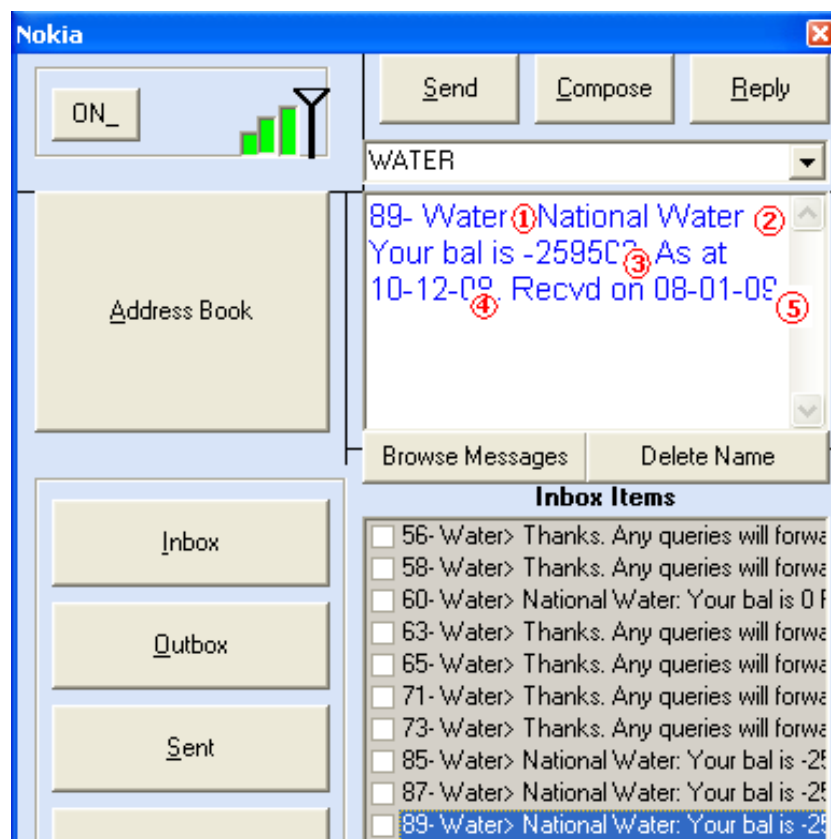 Nokia
ON_
Send
Compose
Reply
WATER
89- Water ① National Water ②
Your bal is ③ As at
④ Recvd on ⑤
Address Book
Browse Messages
Delete Name
Inbox Items
Inbox
Outbox
Sent
56- Water> Thanks. Any queries will forwa
58- Water> Thanks. Any queries will forwa
60- Water> National Water: Your bal is 0
63- Water> Thanks. Any queries will forwa
65- Water> Thanks. Any queries will forwa
71- Water> Thanks. Any queries will forwa
73- Water> Thanks. Any queries will forwa
85- Water> National Water: Your bal is
87- Water> National Water: Your bal is
89- Water> National Water: Your bal is